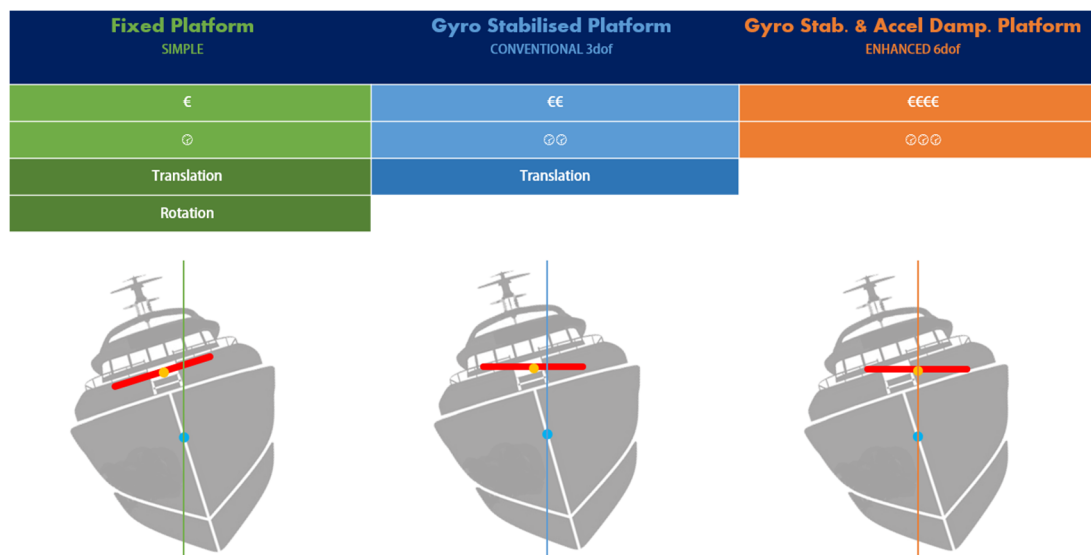 Fixed Platform
SIMPLE
Gyro Stabilised Platform
CONVENTIONAL 3dof
Gyro Stab. & Accel Damp. Platform
ENHANCED 6dof
€
€€
€€€€
Translation
Translation
Rotation